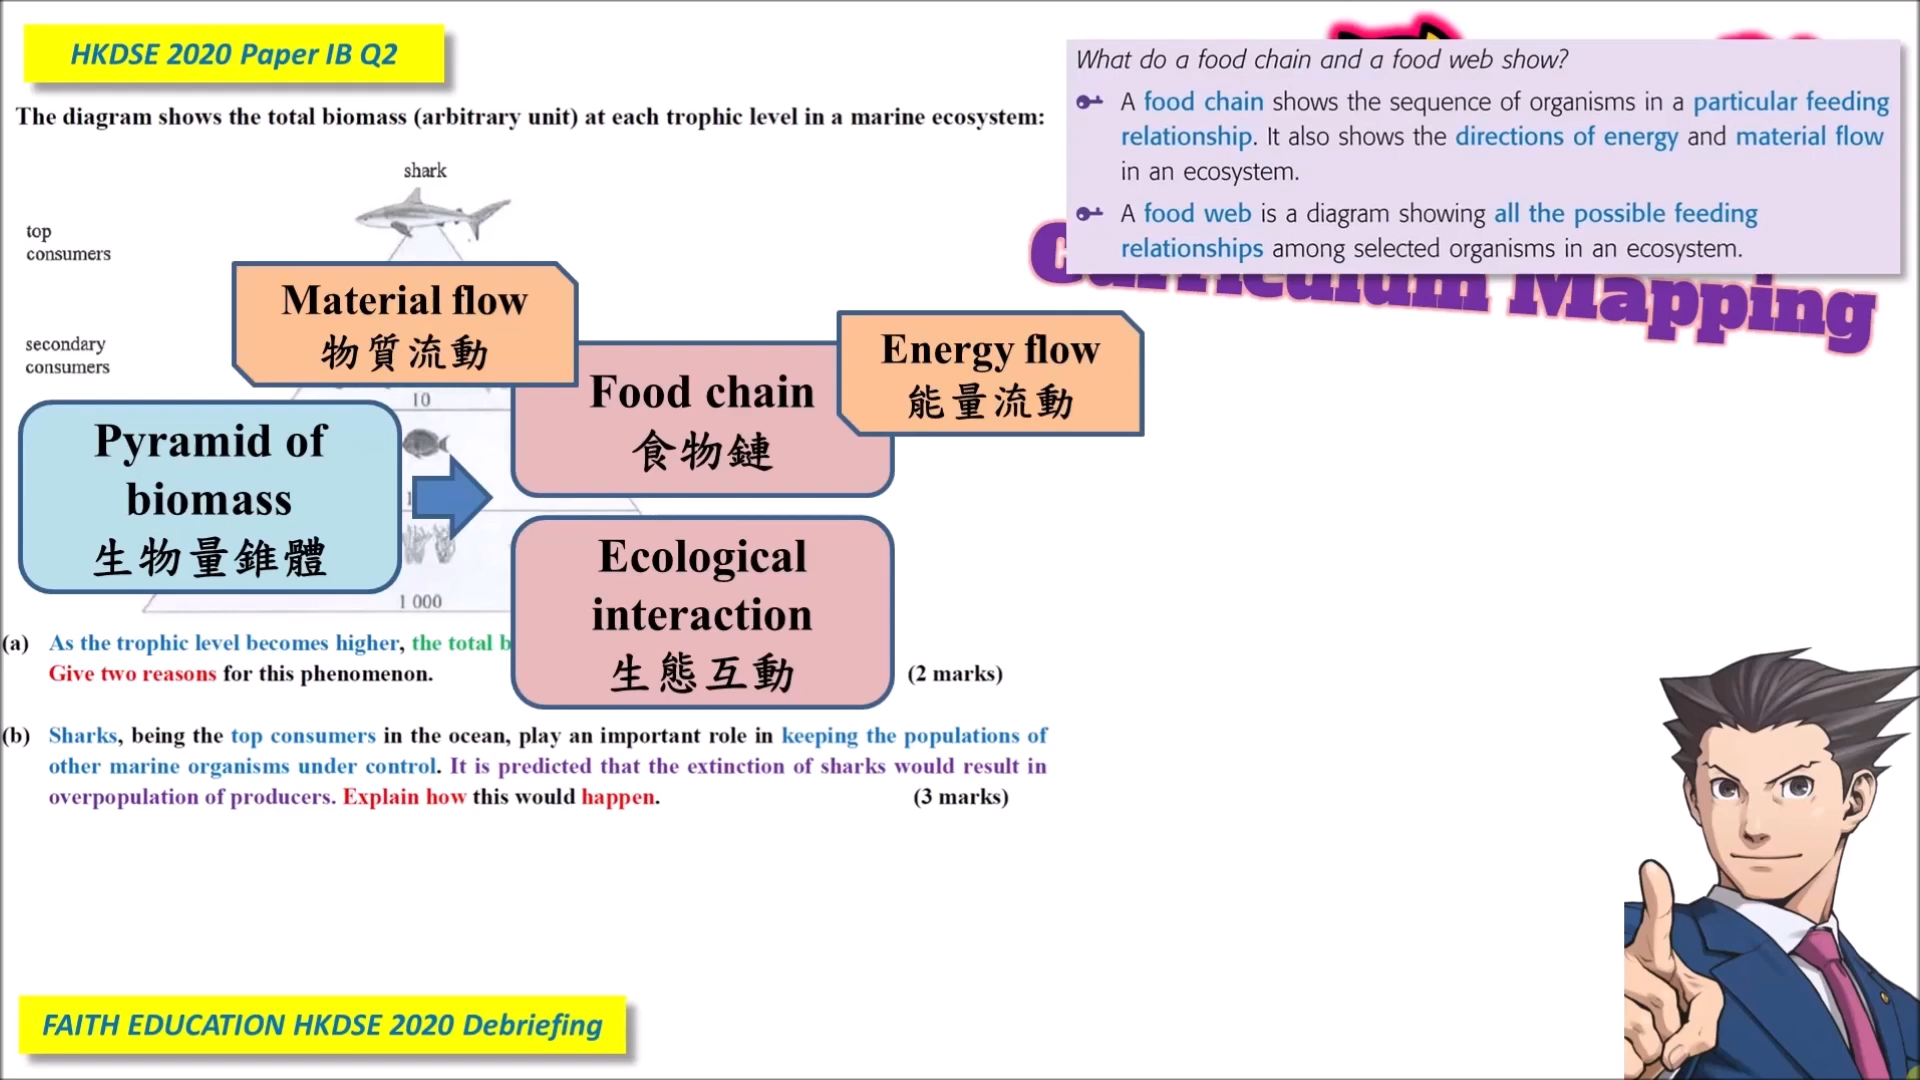 HKDSE 2020 Paper IB Q2
The diagram shows the total biomass (arbitrary unit) at each trophic level in a marine ecosystem:
shark
top
consumers
secondary
consumers
Material flow
物質流動
10
Pyramid of
biomass
生物量錐體
Food chain
食物鏈
Energy flow
能量流動
Ecological
interaction
生態互動
1 000
(a) As the trophic level becomes higher, the total
Give two reasons for this phenomenon. (2 marks)
(b) Sharks, being the top consumers in the ocean, play an important role in keeping the populations of
other marine organisms under control. It is predicted that the extinction of sharks would result in
overpopulation of producers. Explain how this would happen. (3 marks)
What do a food chain and a food web show?
A food chain shows the sequence of organisms in a particular feeding
relationship. It also shows the directions of energy and material flow
in an ecosystem.
A food web is a diagram showing all the possible feeding
relationships among selected organisms in an ecosystem.
Curriculum Mapping
FAITH EDUCATION HKDSE 2020 Debriefing